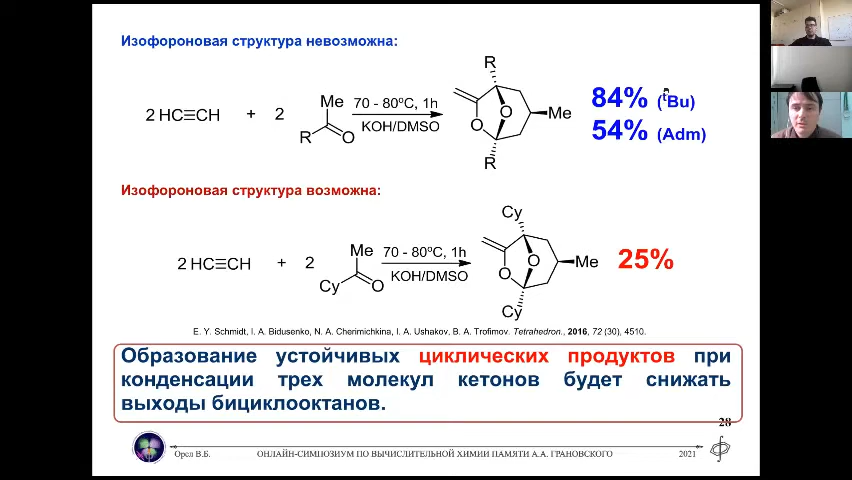 Изофороновая структура невозможна:
2 HC≡CH + 2
Me
R
O
70 - 80ºC, 1h
KOH/DMSO
R
O
O
Me
R
84% (ᵗBu)
54% (Adm)
Изофороновая структура возможна:
2 HC≡CH + 2
Me
Cy
O
70 - 80ºC, 1h
KOH/DMSO
Cy
O
O
Me
Cy
25%
E. Y. Schmidt, I. A. Bidusenko, N. A. Cherimichkina, I. A. Ushakov, B. A. Trofimov. Tetrahedron., 2016, 72 (30), 4510.
Образование устойчивых циклических продуктов при
конденсации трех молекул кетонов будет снижать
выходы бициклооктанов.
28
Орел В.Б. ОНЛАЙН-СИМПОЗИУМ ПО ВЫЧИСЛИТЕЛЬНОЙ ХИМИИ ПАМЯТИ А.А. ГРАНОВСКОГО 2021